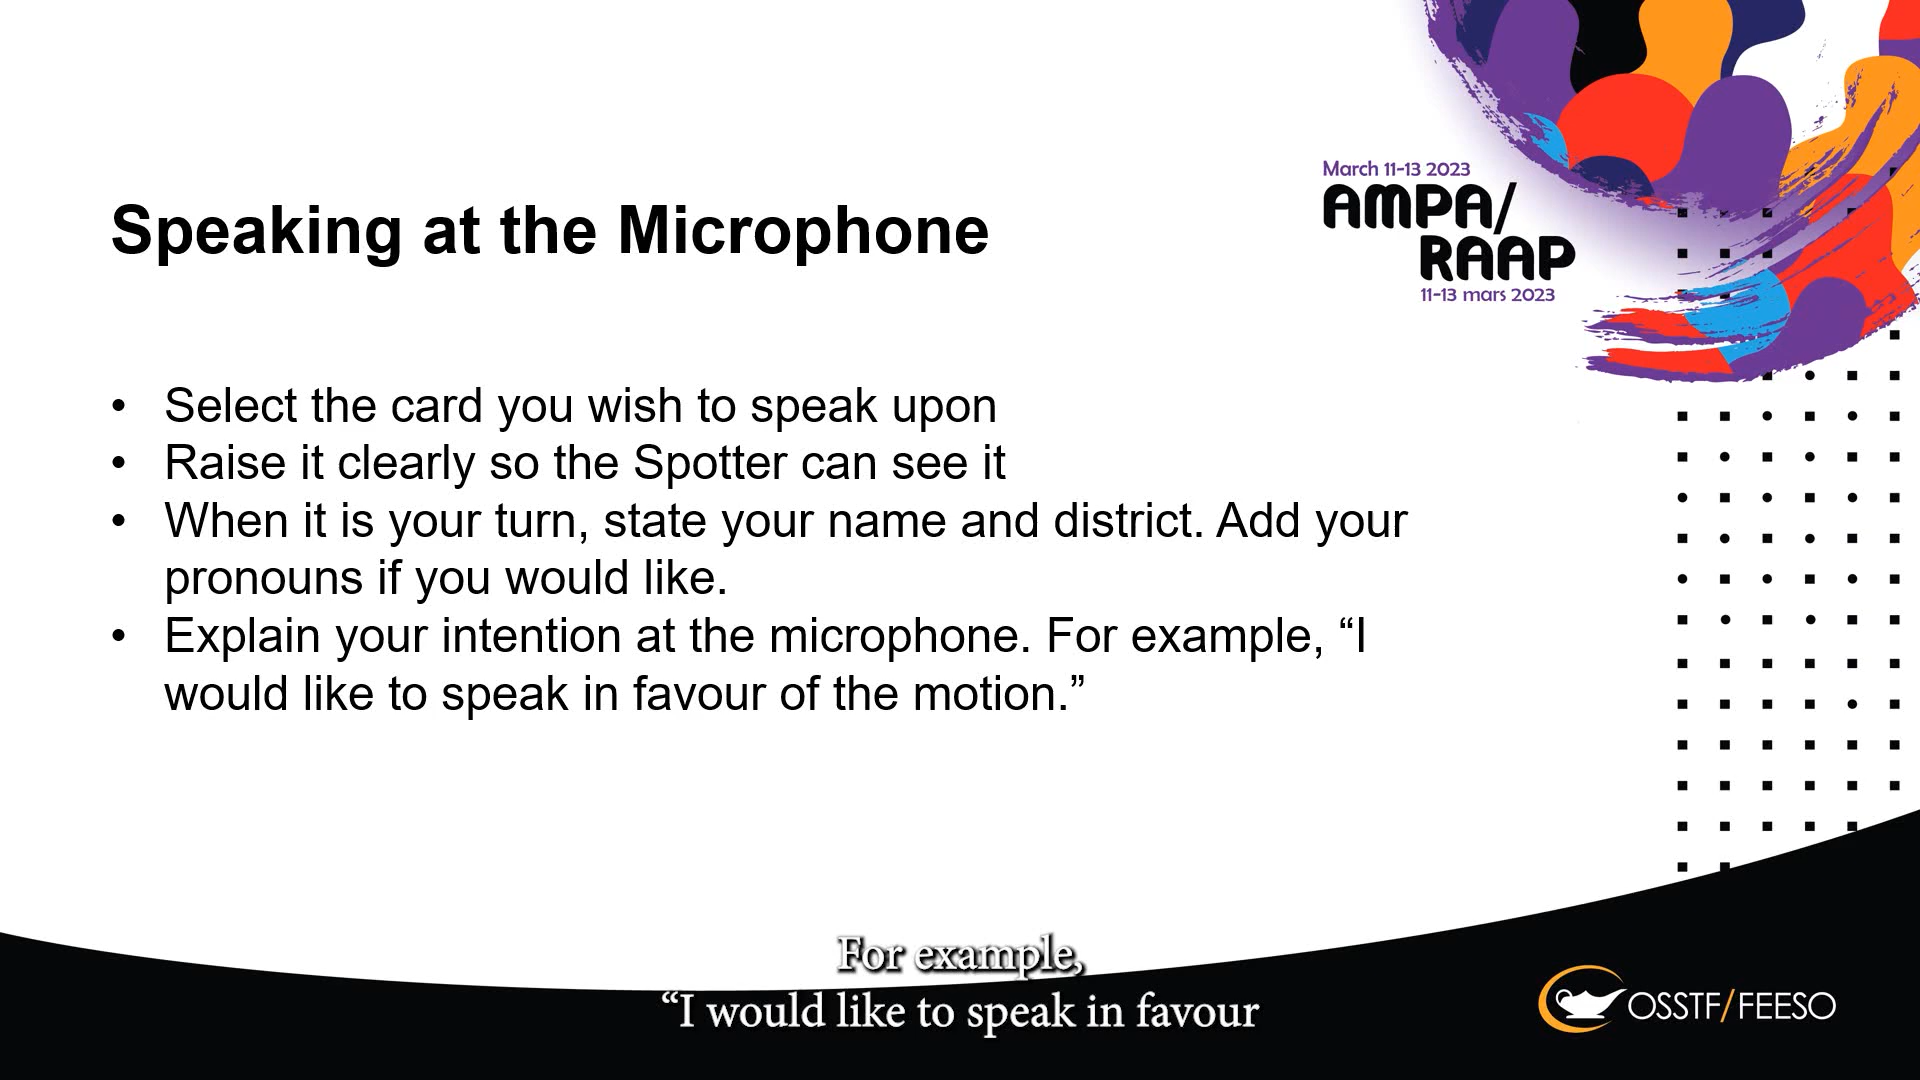 March 11-13 2023
AMPA/
RAAP
11-13 mars 2023
Speaking at the Microphone
• Select the card you wish to speak upon
• Raise it clearly so the Spotter can see it
• When it is your turn, state your name and district. Add your
pronouns if you would like.
• Explain your intention at the microphone. For example, “I
would like to speak in favour of the motion.”
For example,
“I would like to speak in favour
OSSTF/FEESO